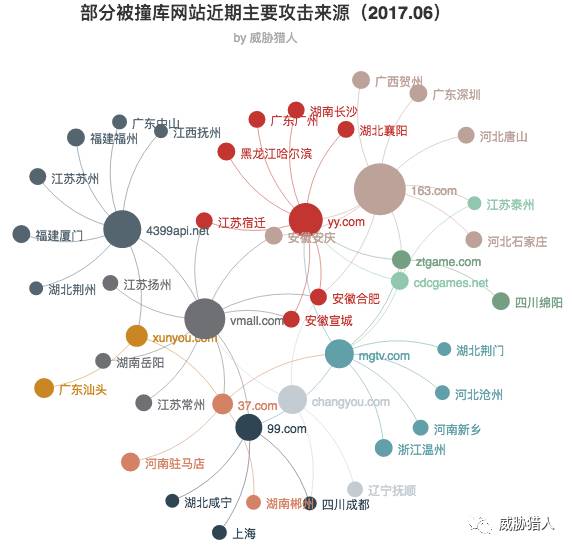 部分被撞库网站近期主要攻击来源（2017.06）
by 威胁猎人
广西贺州
广东深圳
湖南长沙
广东广州
广东中山
江西抚州
湖北襄阳
福建福州
河北唐山
黑龙江哈尔滨
江苏苏州
163.com
江苏泰州
江苏宿迁
yy.com
4399api.net
福建厦门
安徽安庆
河北石家庄
ztgame.com
江苏扬州
cdcgames.net
湖北荆州
安徽合肥
四川绵阳
vmall.com
安徽宣城
xunyou.com
湖北荆门
mgtv.com
湖南岳阳
广东汕头
河北沧州
江苏常州
37.com
changyou.com
99.com
河南新乡
浙江温州
河南驻马店
辽宁抚顺
湖北咸宁
湖南郴州
四川成都
上海
威胁猎人